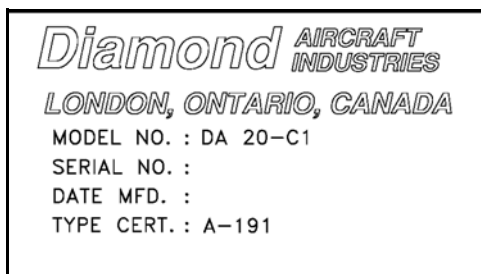 Diamond AIRCRAFT INDUSTRIES
LONDON, ONTARIO, CANADA
MODEL NO. : DA 20-C1
SERIAL NO. :
DATE MFD. :
TYPE CERT. : A-191